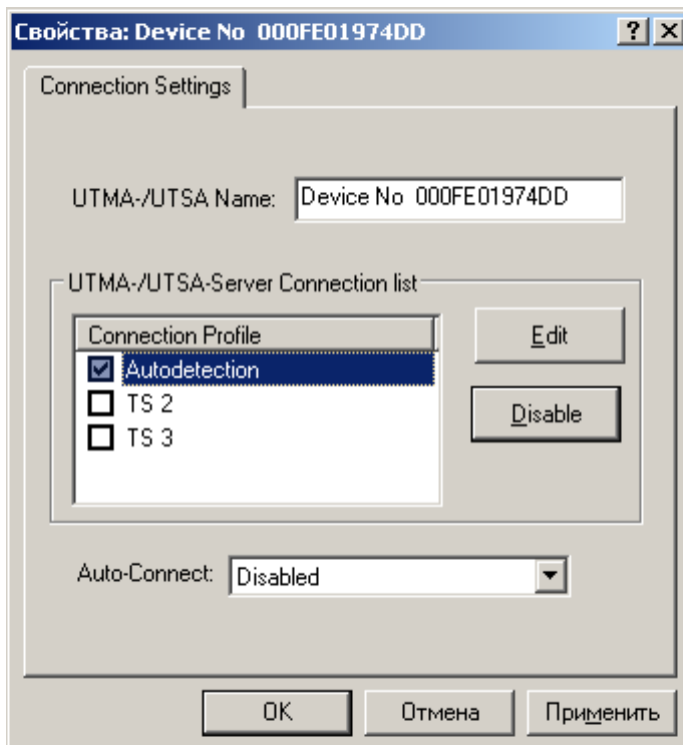 Свойства: Device No 000FE01974DD
Connection Settings
UTMA-/UTSA Name: Device No 000FE01974DD
UTMA-/UTSA-Server Connection list
Connection Profile
Edit
Autodetection
TS 2
Disable
TS 3
Auto-Connect: Disabled
OK Отмена Применить